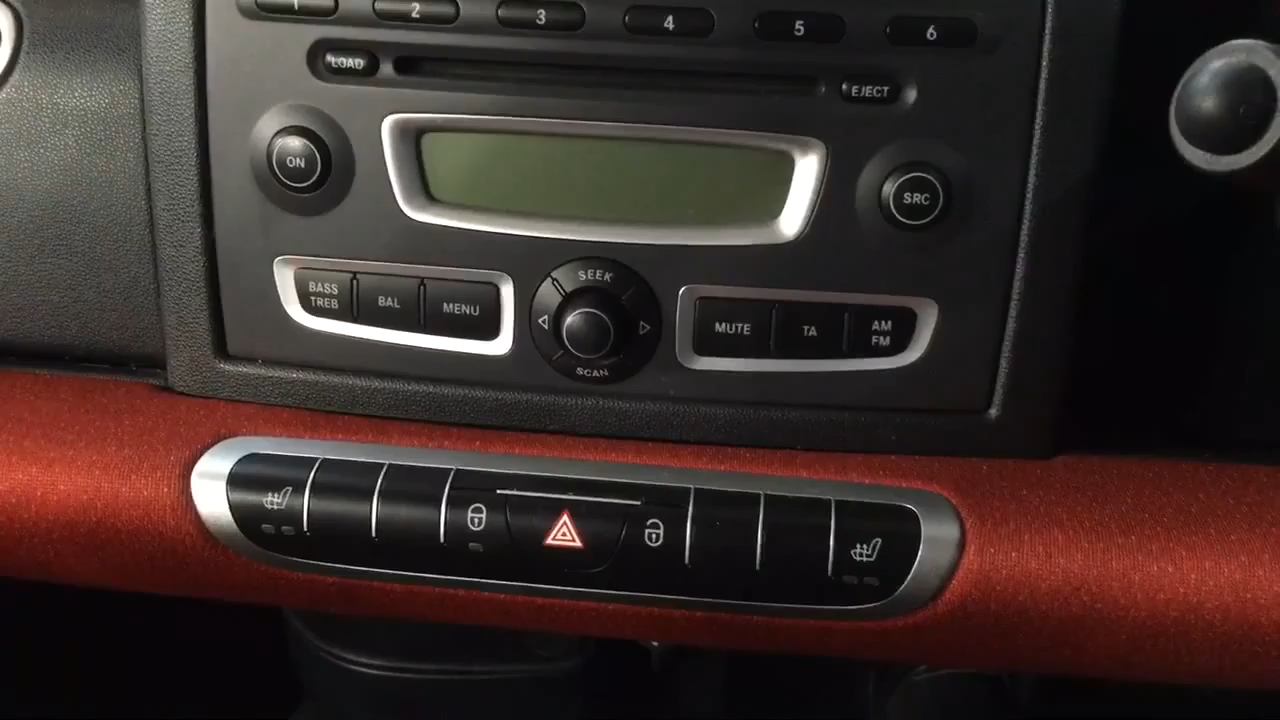 1 2 3 4 5 6
LOAD
EJECT
ON
SRC
BASS
TREB
BAL
MENU
SEEK
SCAN
MUTE
TA
AM
FM